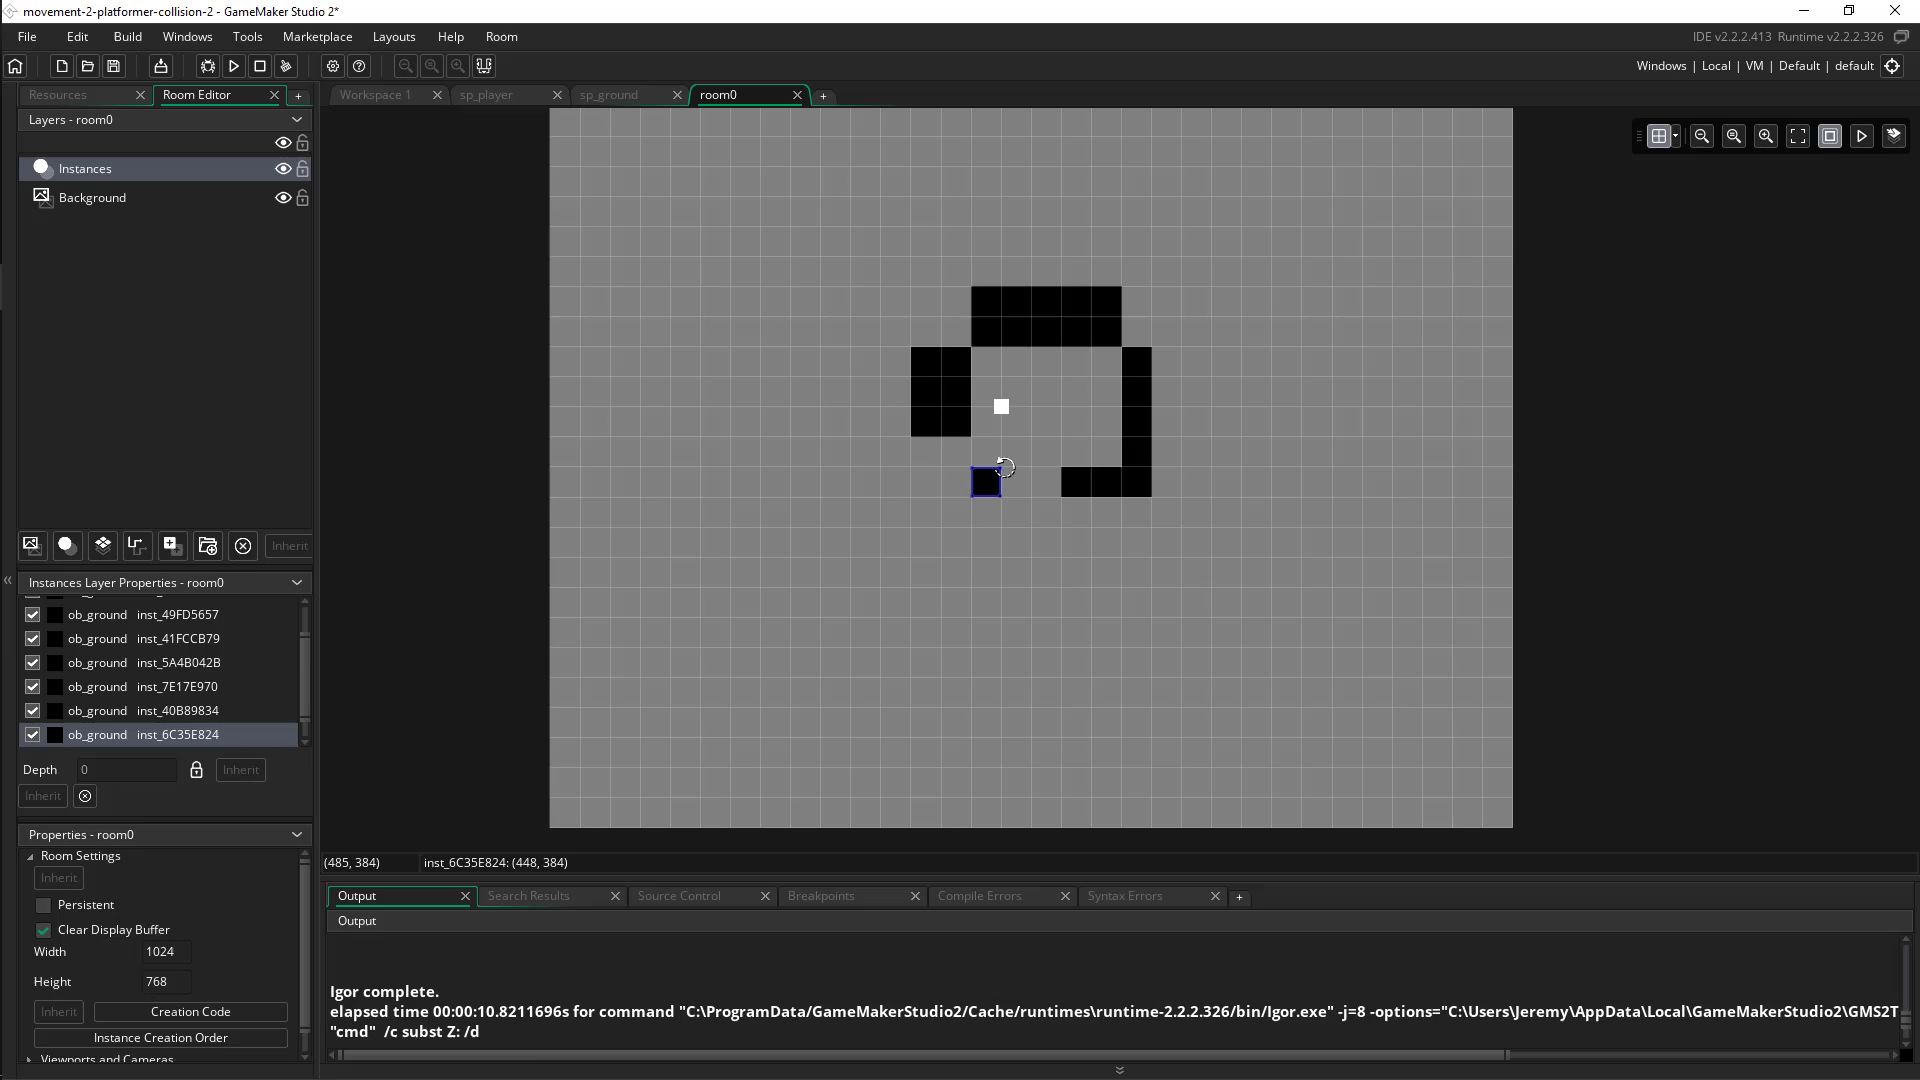 movement-2-platformer-collision-2 - GameMaker Studio 2*
File Edit Build Windows Tools Marketplace Layouts Help Room
IDE v2.2.2.413 Runtime v2.2.2.326
Windows | Local | VM | Default | default
Resources
Room Editor
Workspace 1
sp_player
sp_ground
room0
Layers - room0
Instances
Background
Inherit
Instances Layer Properties - room0
ob_ground inst_49FD5657
ob_ground inst_41FCCB79
ob_ground inst_5A4B042B
ob_ground inst_7E17E970
ob_ground inst_40B89834
ob_ground inst_6C35E824
Depth 0 Inherit
Inherit
Properties - room0
Room Settings
Inherit
Persistent
Clear Display Buffer
Width 1024
Height 768
Inherit Creation Code
Instance Creation Order
Viewports and Cameras
(485, 384) inst_6C35E824: (448, 384)
Output Search Results Source Control Breakpoints Compile Errors Syntax Errors
Output
Igor complete.
elapsed time 00:00:10.8211696s for command "C:\ProgramData/GameMakerStudio2/Cache/runtimes\runtime-2.2.2.326/bin/Igor.exe" -j=8 -options="C:\Users\Jeremy\AppData\Local\GameMakerStudio2\GMS2T
"cmd" /c subst Z: /d